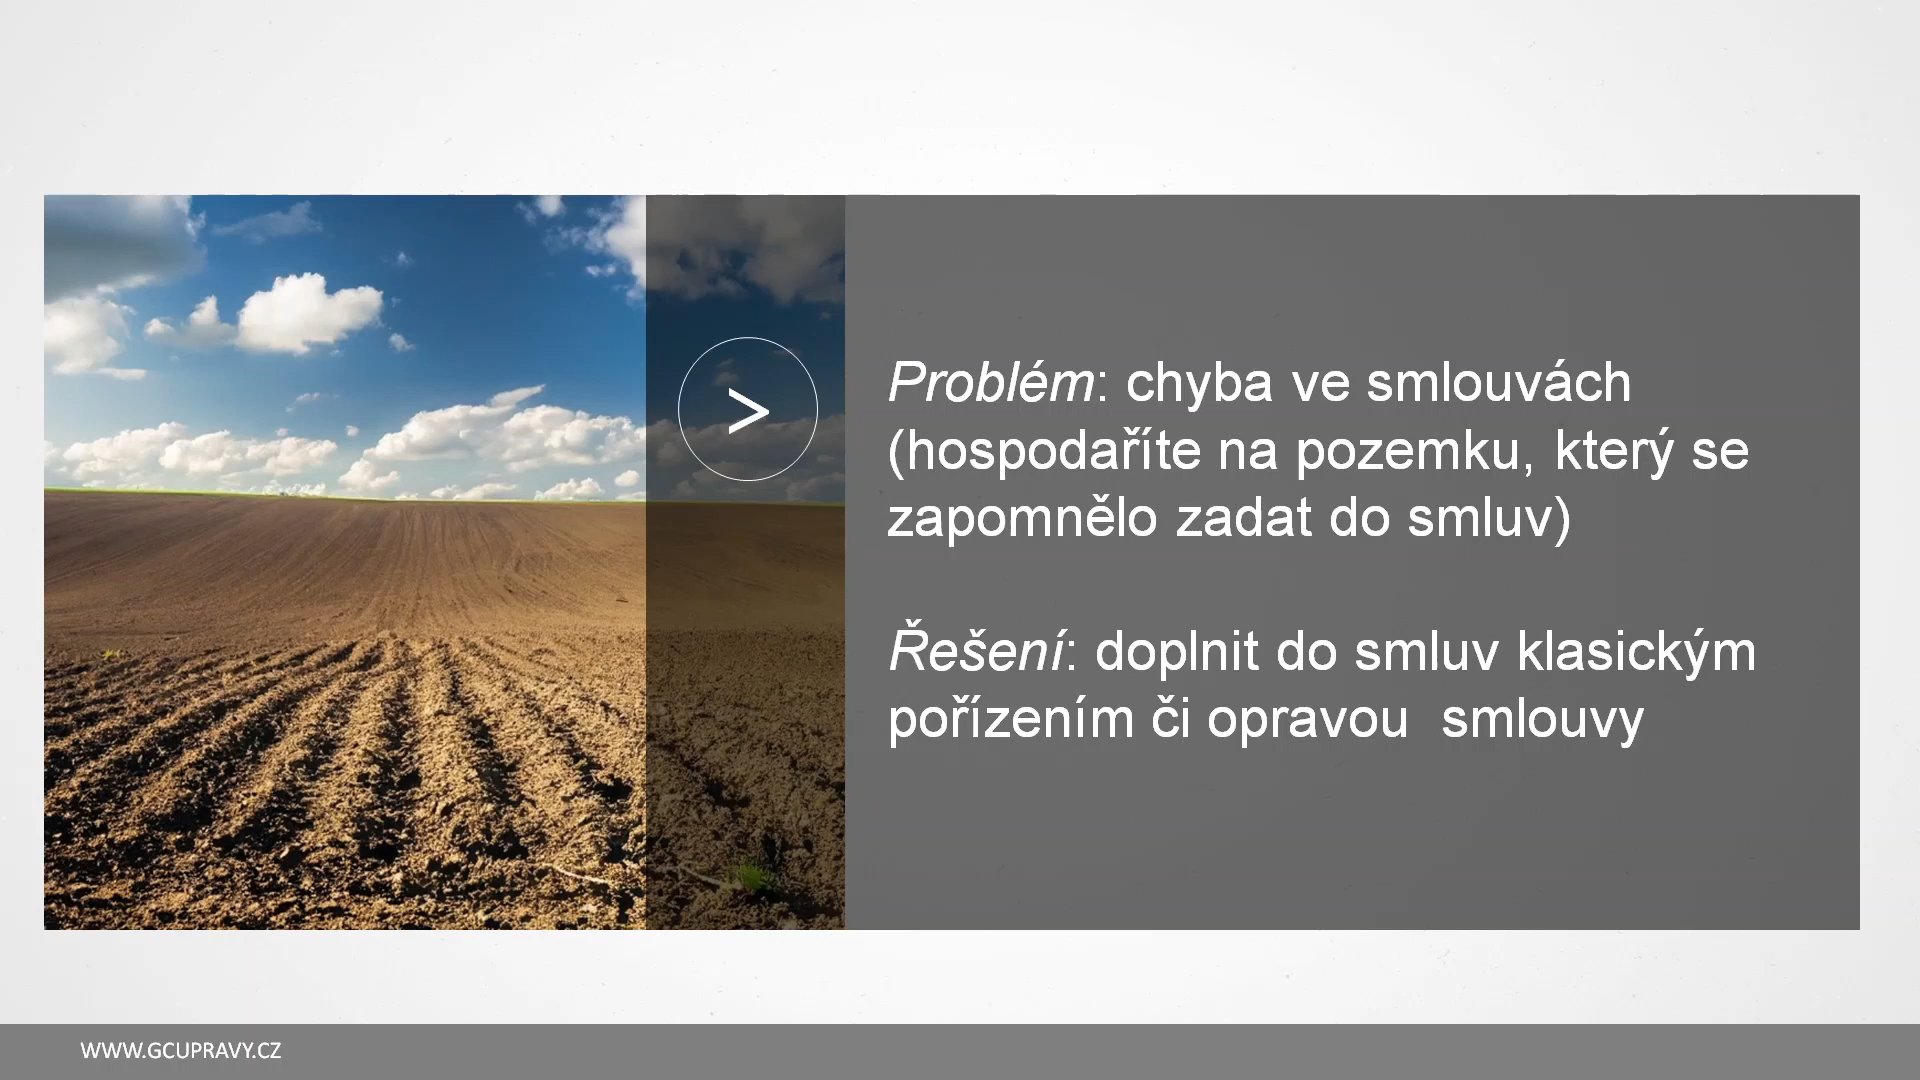 >
Problém: chyba ve smlouvách
(hospodaříte na pozemku, který se
zapomnělo zadat do smluv)
Řešení: doplnit do smluv klasickým
pořízením či opravou  smlouvy
WWW.GCUPRAVY.CZ